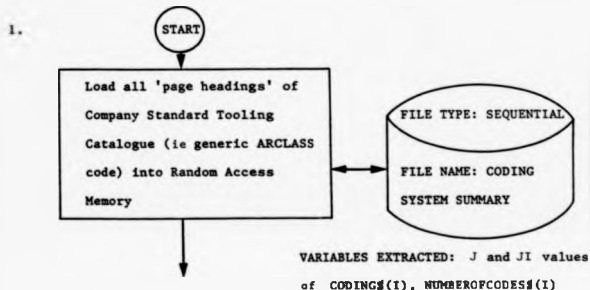 1.
START
Load all 'page headings' of
Company Standard Tooling
Catalogue (ie generic ARCLASS
code) into Random Access
Memory
FILE TYPE: SEQUENTIAL
FILE NAME: CODING
SYSTEM SUMMARY
VARIABLES EXTRACTED: J and JI values
of CODING$(I), NUMBEROFCODES$(I)